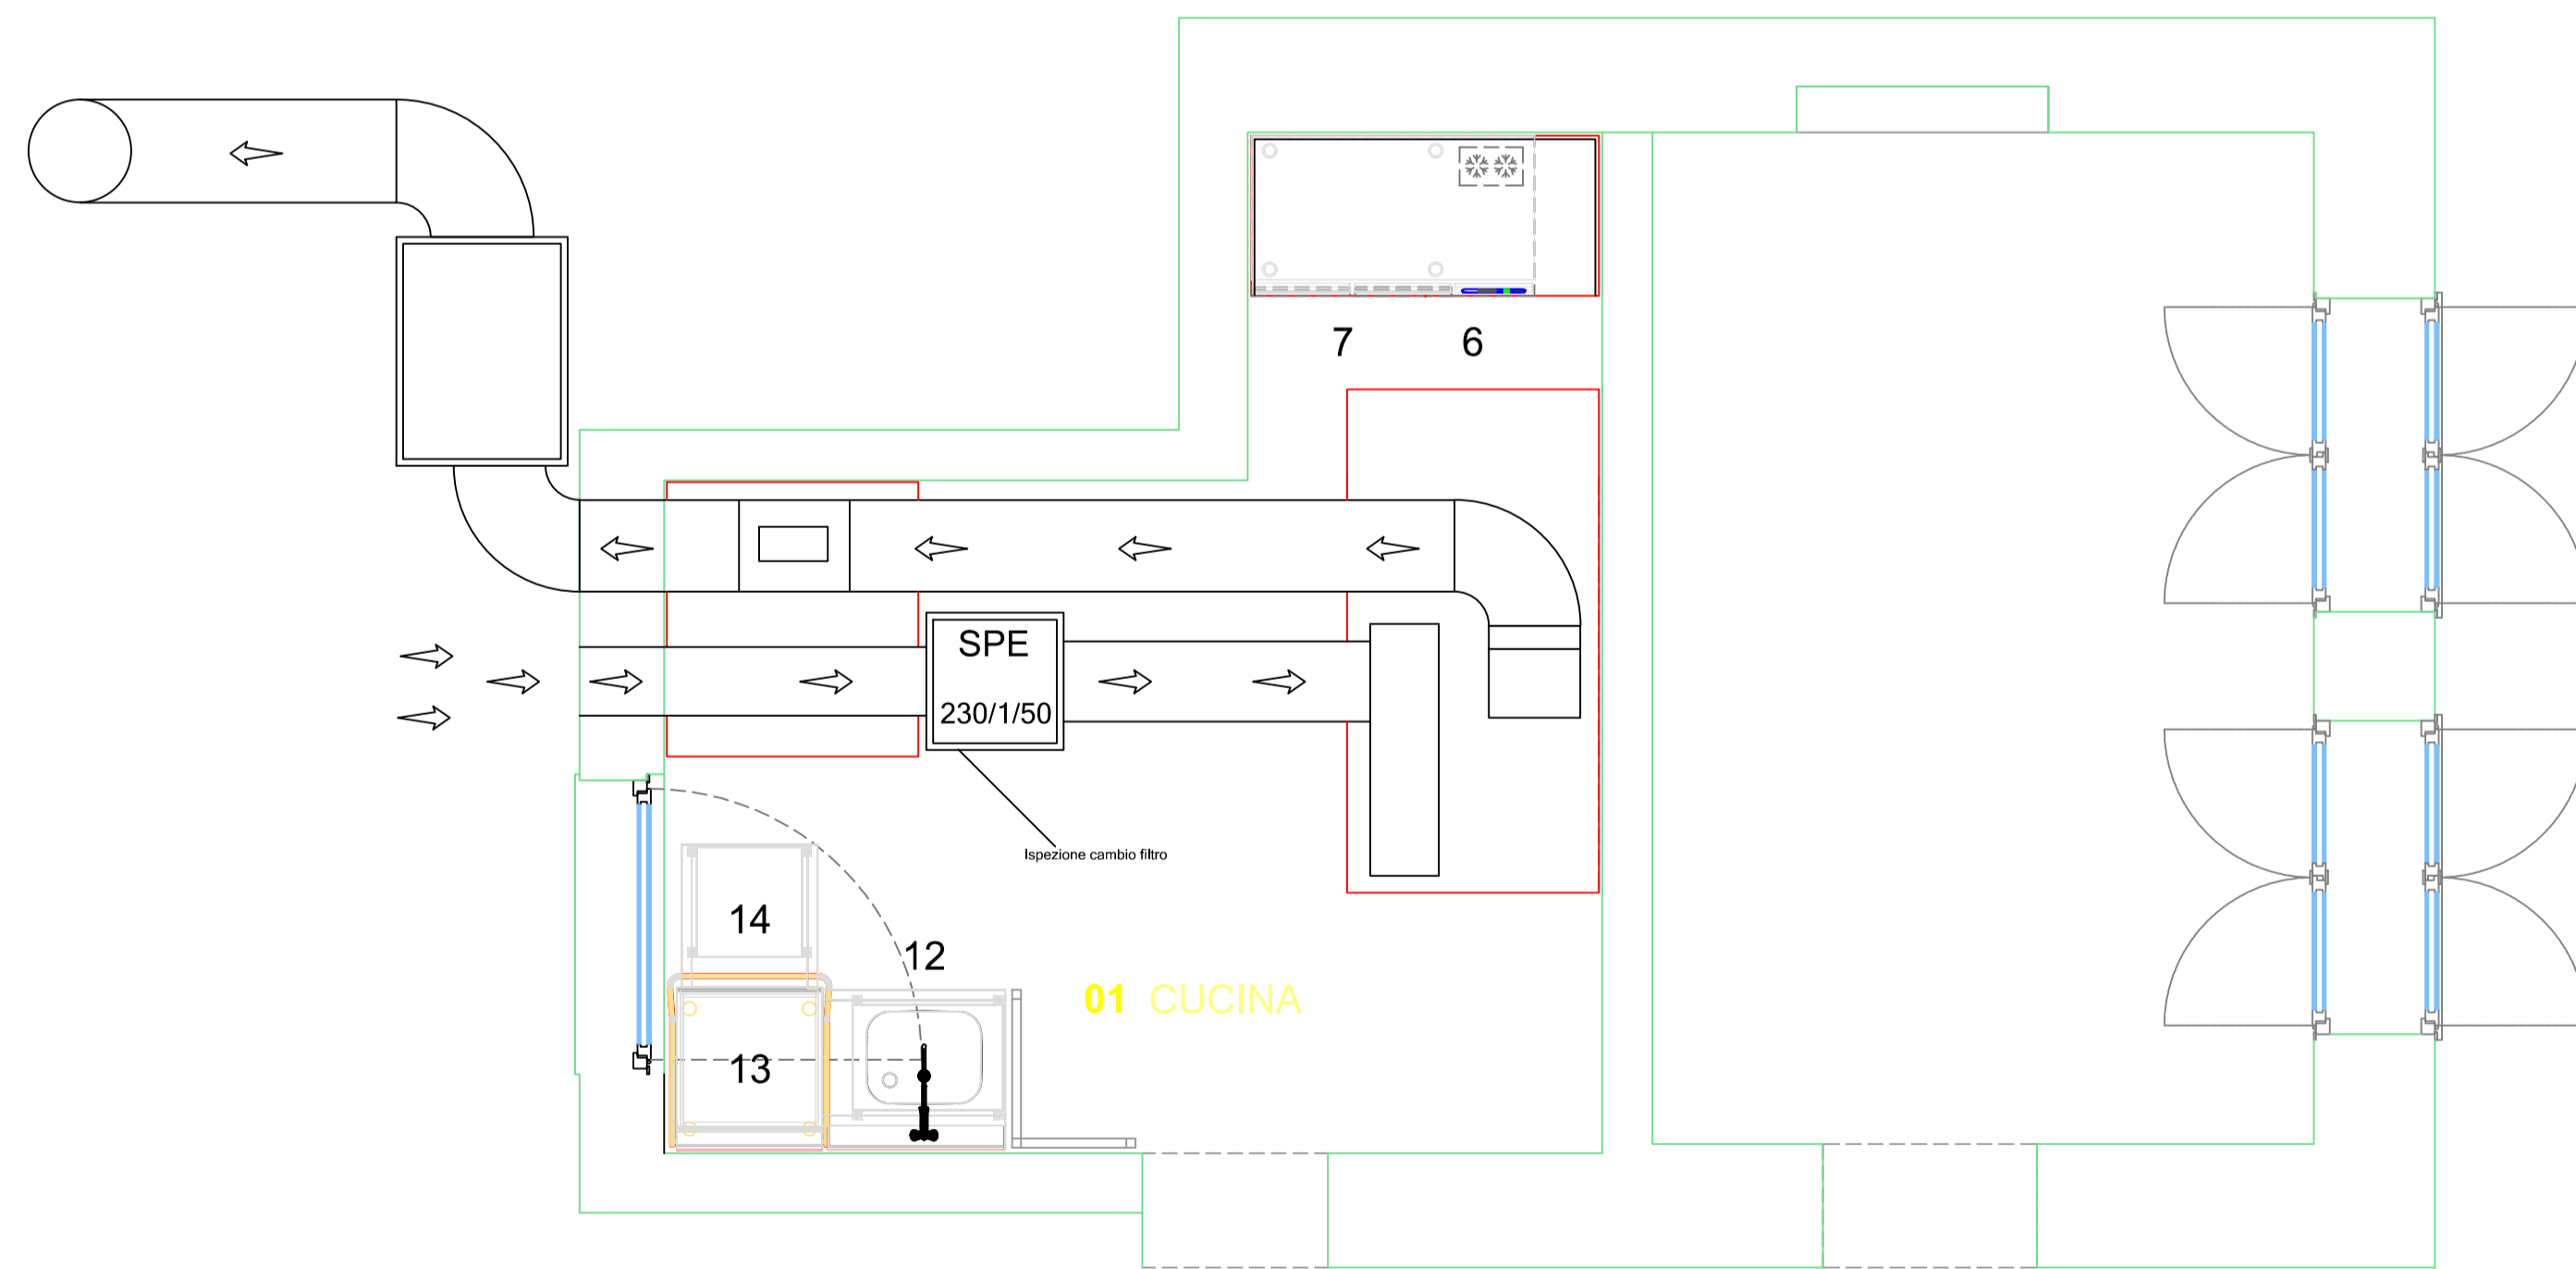 7 6
SPE
230/1/50
Ispezione cambio filtro
14
12
01 CUCINA
13